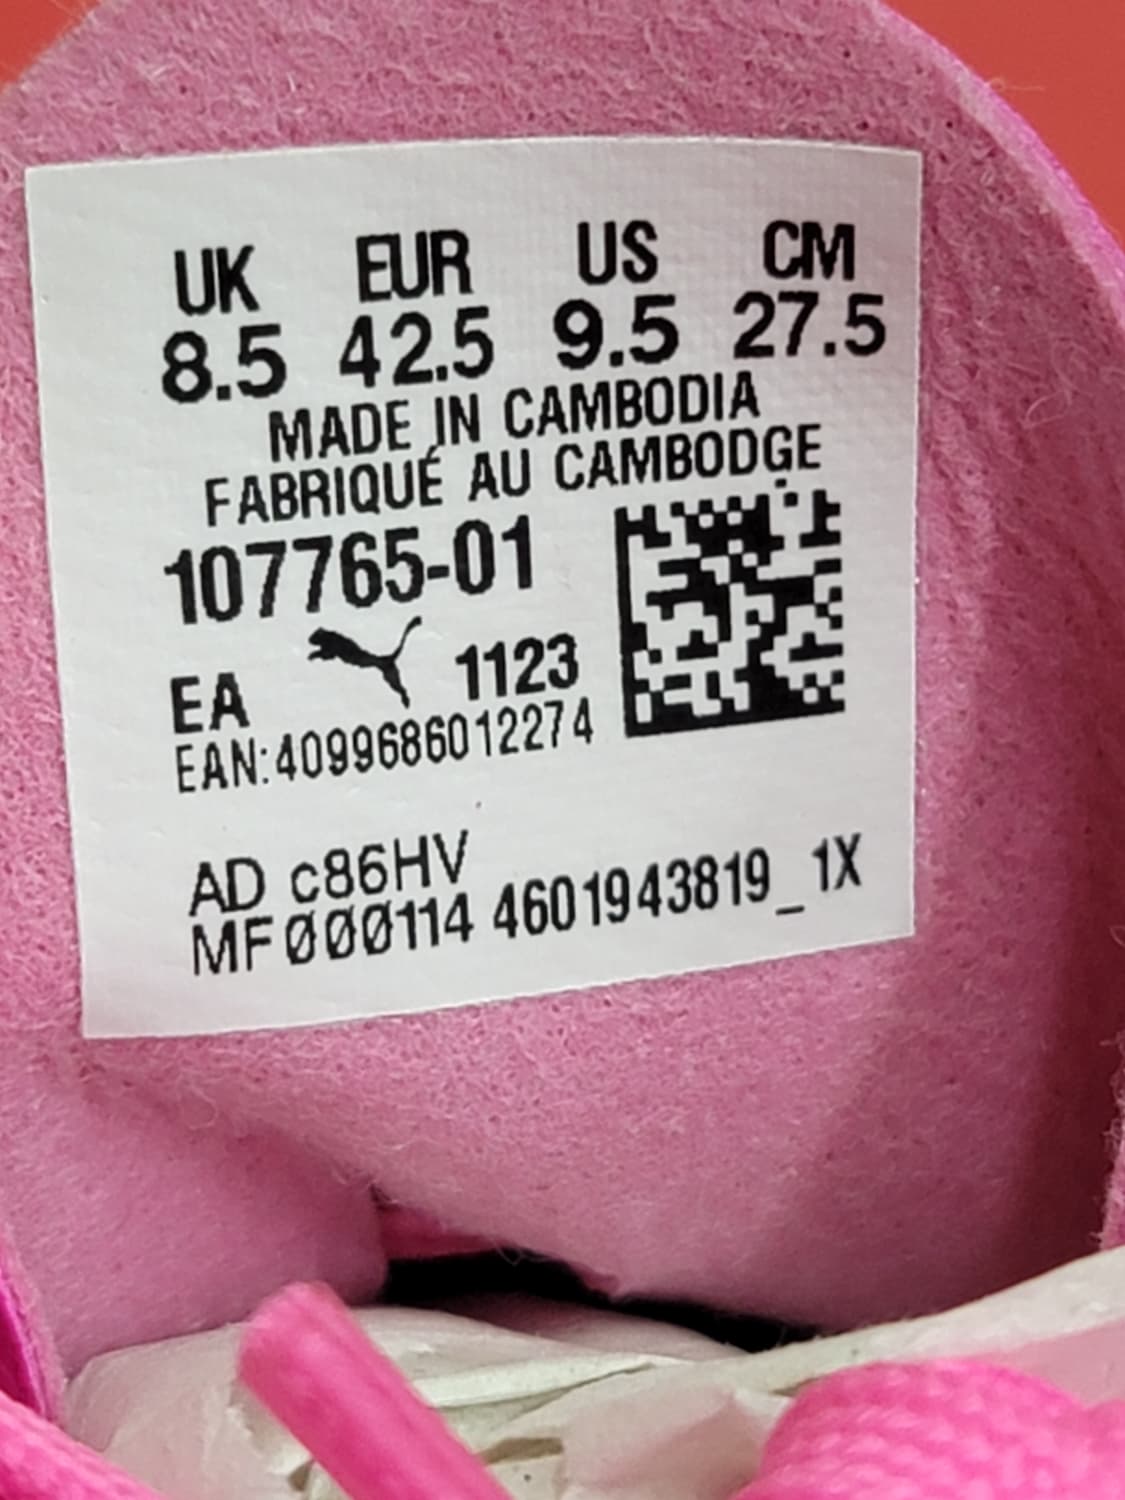 UK EUR US CM
8.5 42.5 9.5 27.5
MADE IN CAMBODIA
FABRIQUÉ AU CAMBODGE
107765-01
EA 1123
EAN:4099686012274
AD c86HV
MFØØØ114 4601943819_1X